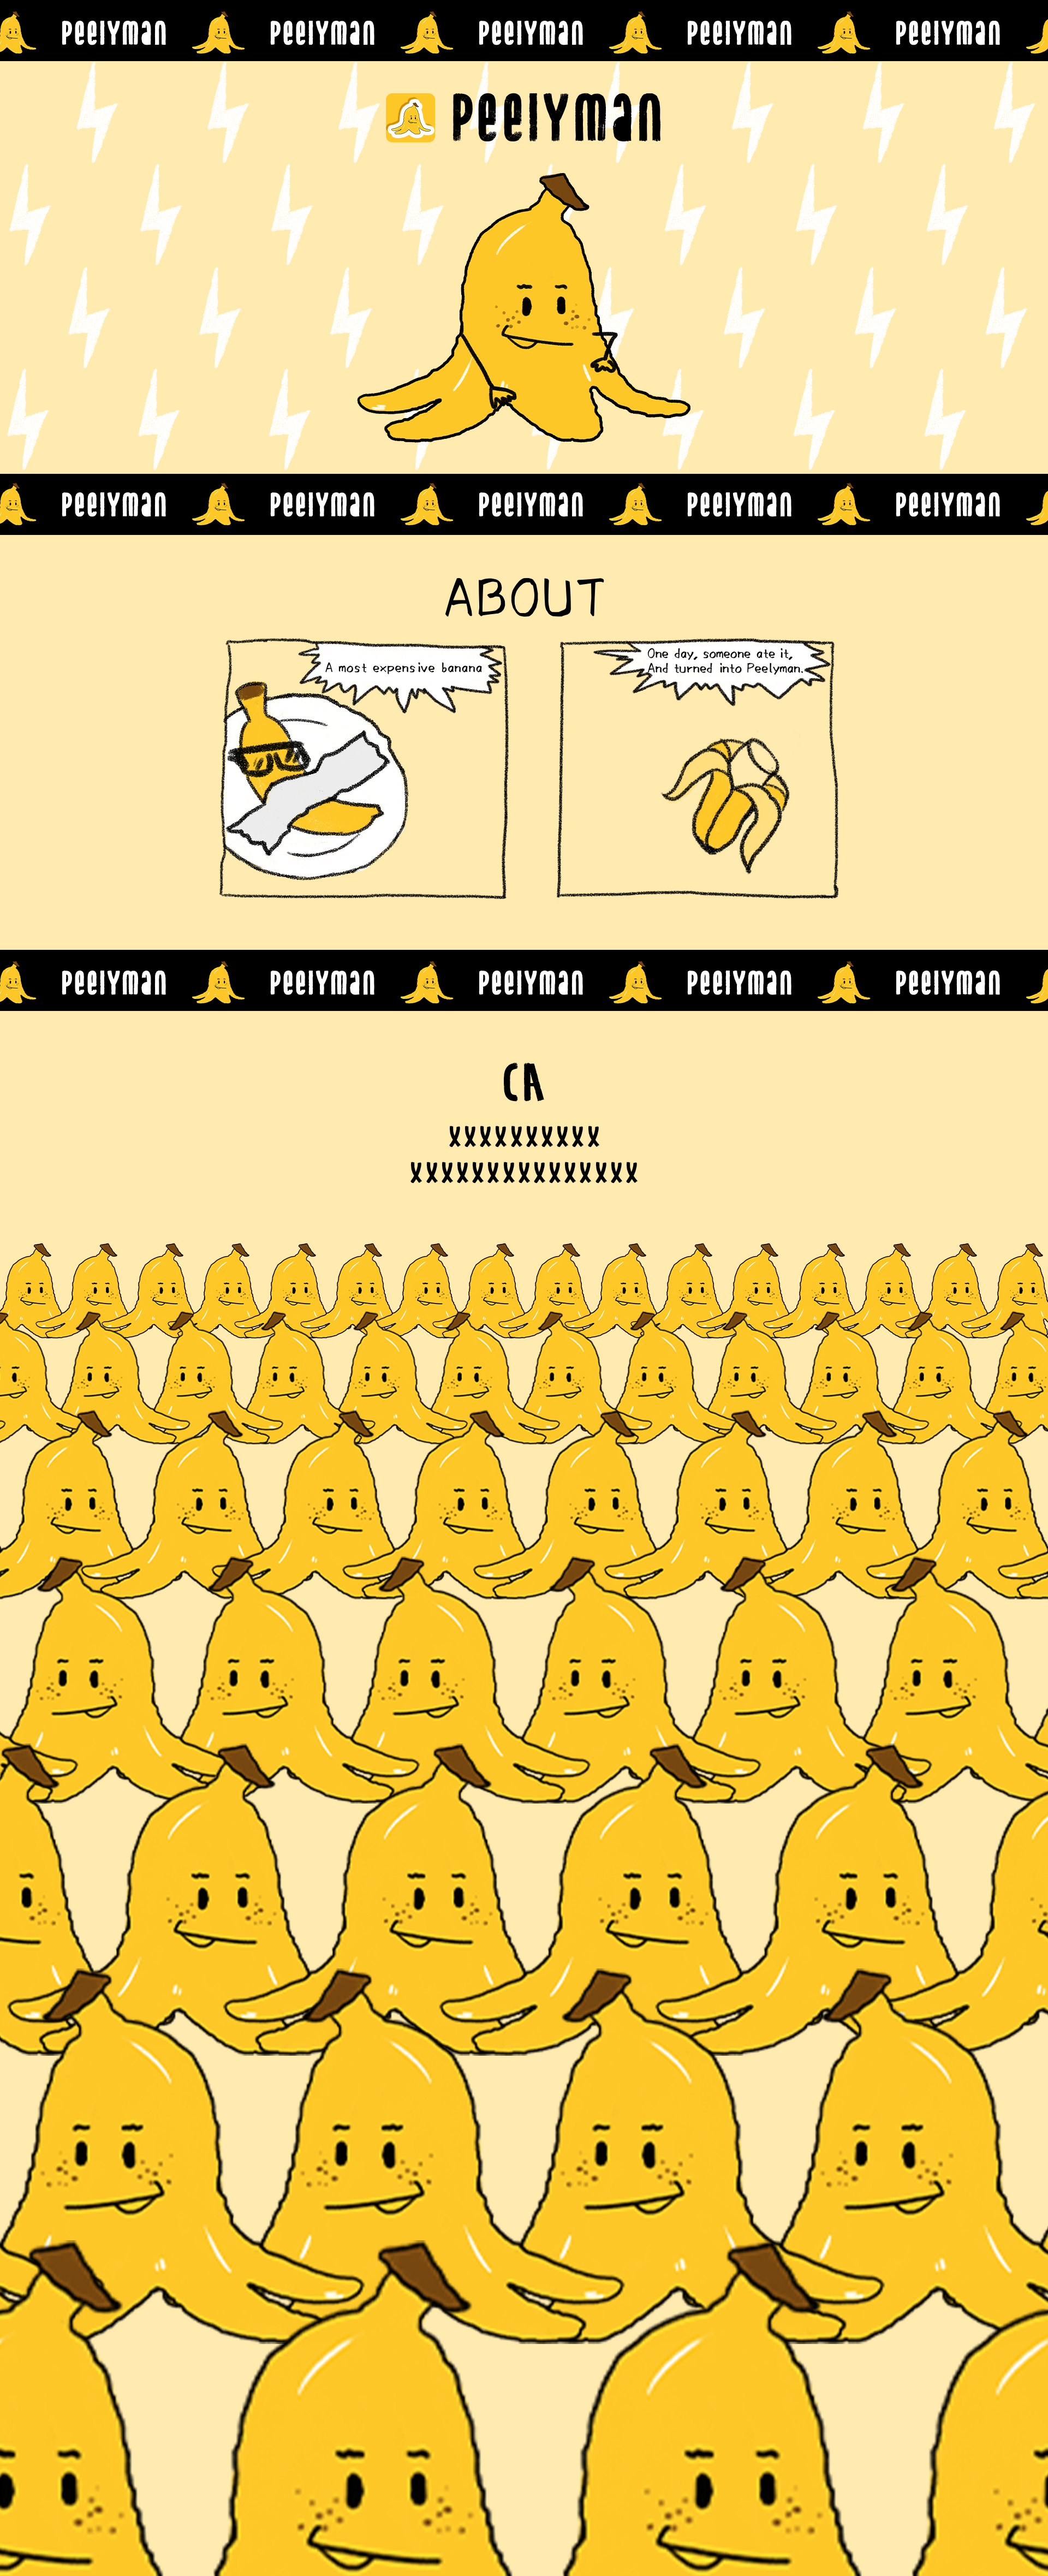 Peelyman Peelyman Peelyman Peelyman Peelyman
Peelyman
Peelyman Peelyman Peelyman Peelyman Peelyman
ABOUT
A most expensive banana
One day, someone ate it,
And turned into Peelyman.
Peelyman Peelyman Peelyman Peelyman Peelyman
CA
XXXXXXXXXX
XXXXXXXXXXXXXXX